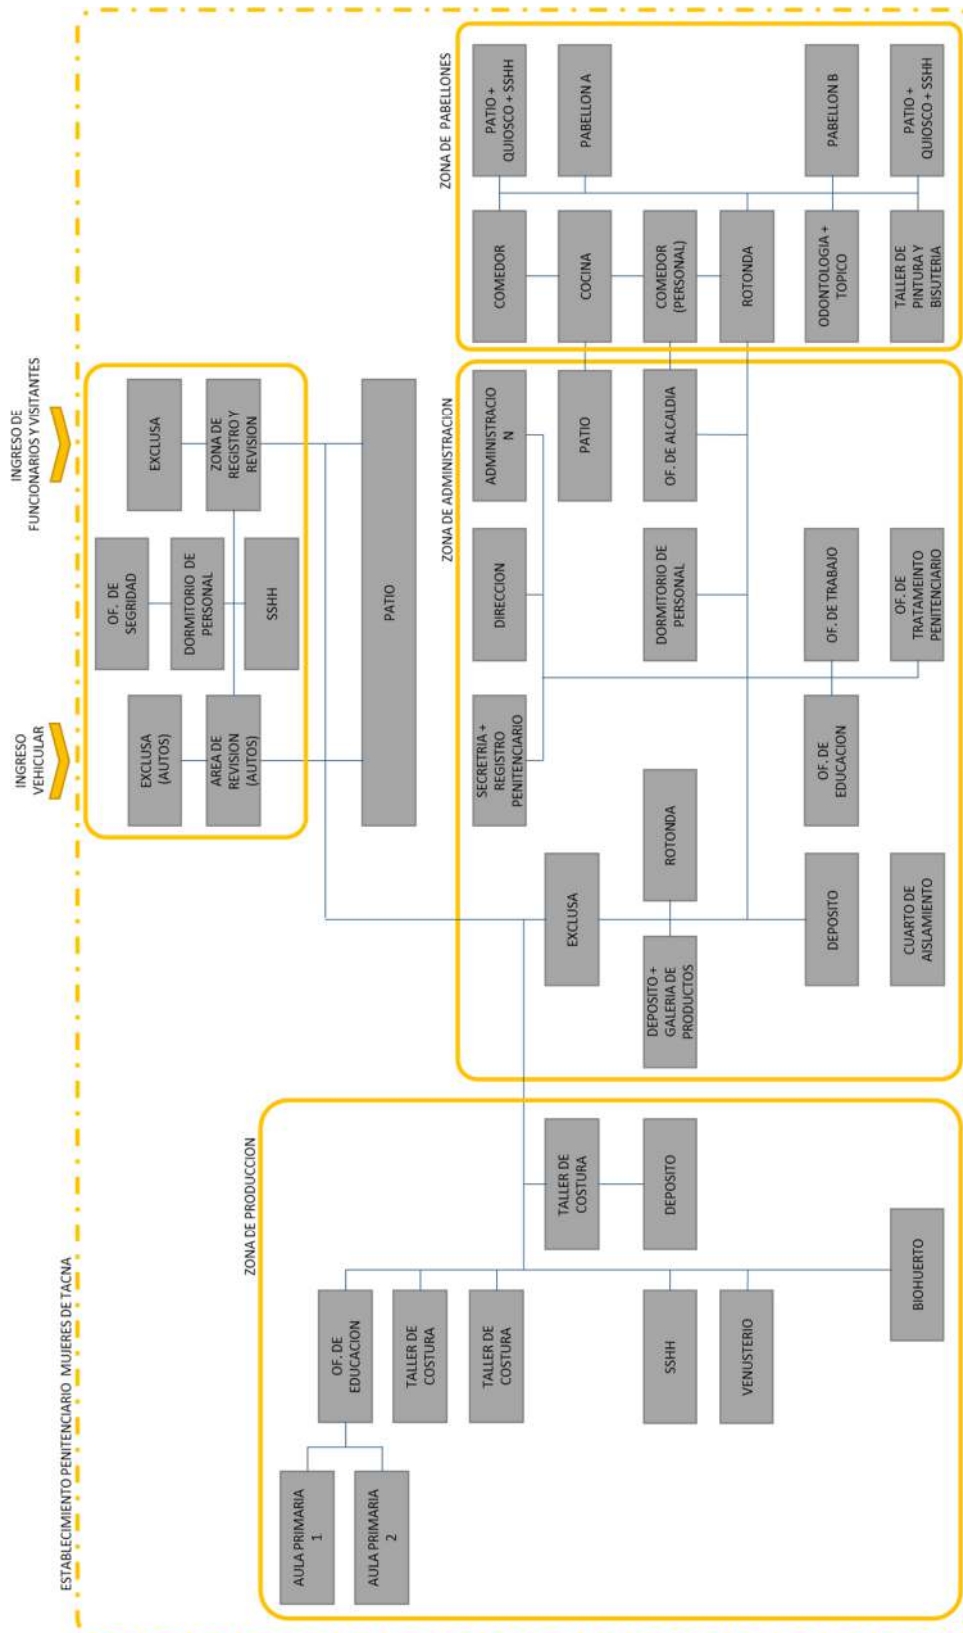 ESTABLECIMIENTO PENITENCIARIO MUJERES DE TACNA
INGRESO
VEHICULAR
INGRESO DE
FUNCIONARIOS Y VISITANTES
EXCLUSA
(AUTOS)
AREA DE
REVISION
(AUTOS)
OF. DE
SEGRIDAD
DORMITORIO DE
PERSONAL
SSHH
EXCLUSA
ZONA DE
REGISTRO Y
REVISION
PATIO
ZONA DE PRODUCCION
AULA PRIMARIA
1
AULA PRIMARIA
2
OF. DE
EDUCACION
TALLER DE
COSTURA
TALLER DE
COSTURA
SSHH
VENUSTERIO
BIOHUERTO
TALLER DE
COSTURA
DEPOSITO
ZONA DE ADMINISTRACION
EXCLUSA
DEPOSITO +
GALERIA DE
PRODUCTOS
ROTONDA
DEPOSITO
CUARTO DE
AISLAMIENTO
SECRETRIA +
REGISTRO
PENITENCIARIO
DIRECCION
ADMINISTRACIO
N
PATIO
DORMITORIO DE
PERSONAL
OF. DE ALCALDIA
OF. DE
EDUCACION
OF. DE TRABAJO
OF. DE
TRATAMEINTO
PENITENCIARIO
ZONA DE PABELLONES
COMEDOR
COCINA
COMEDOR
(PERSONAL)
ROTONDA
ODONTOLOGIA +
TOPICO
TALLER DE
PINTURA Y
BISUTERIA
PATIO +
QUIOSCO + SSHH
PABELLON A
PABELLON B
PATIO +
QUIOSCO + SSHH